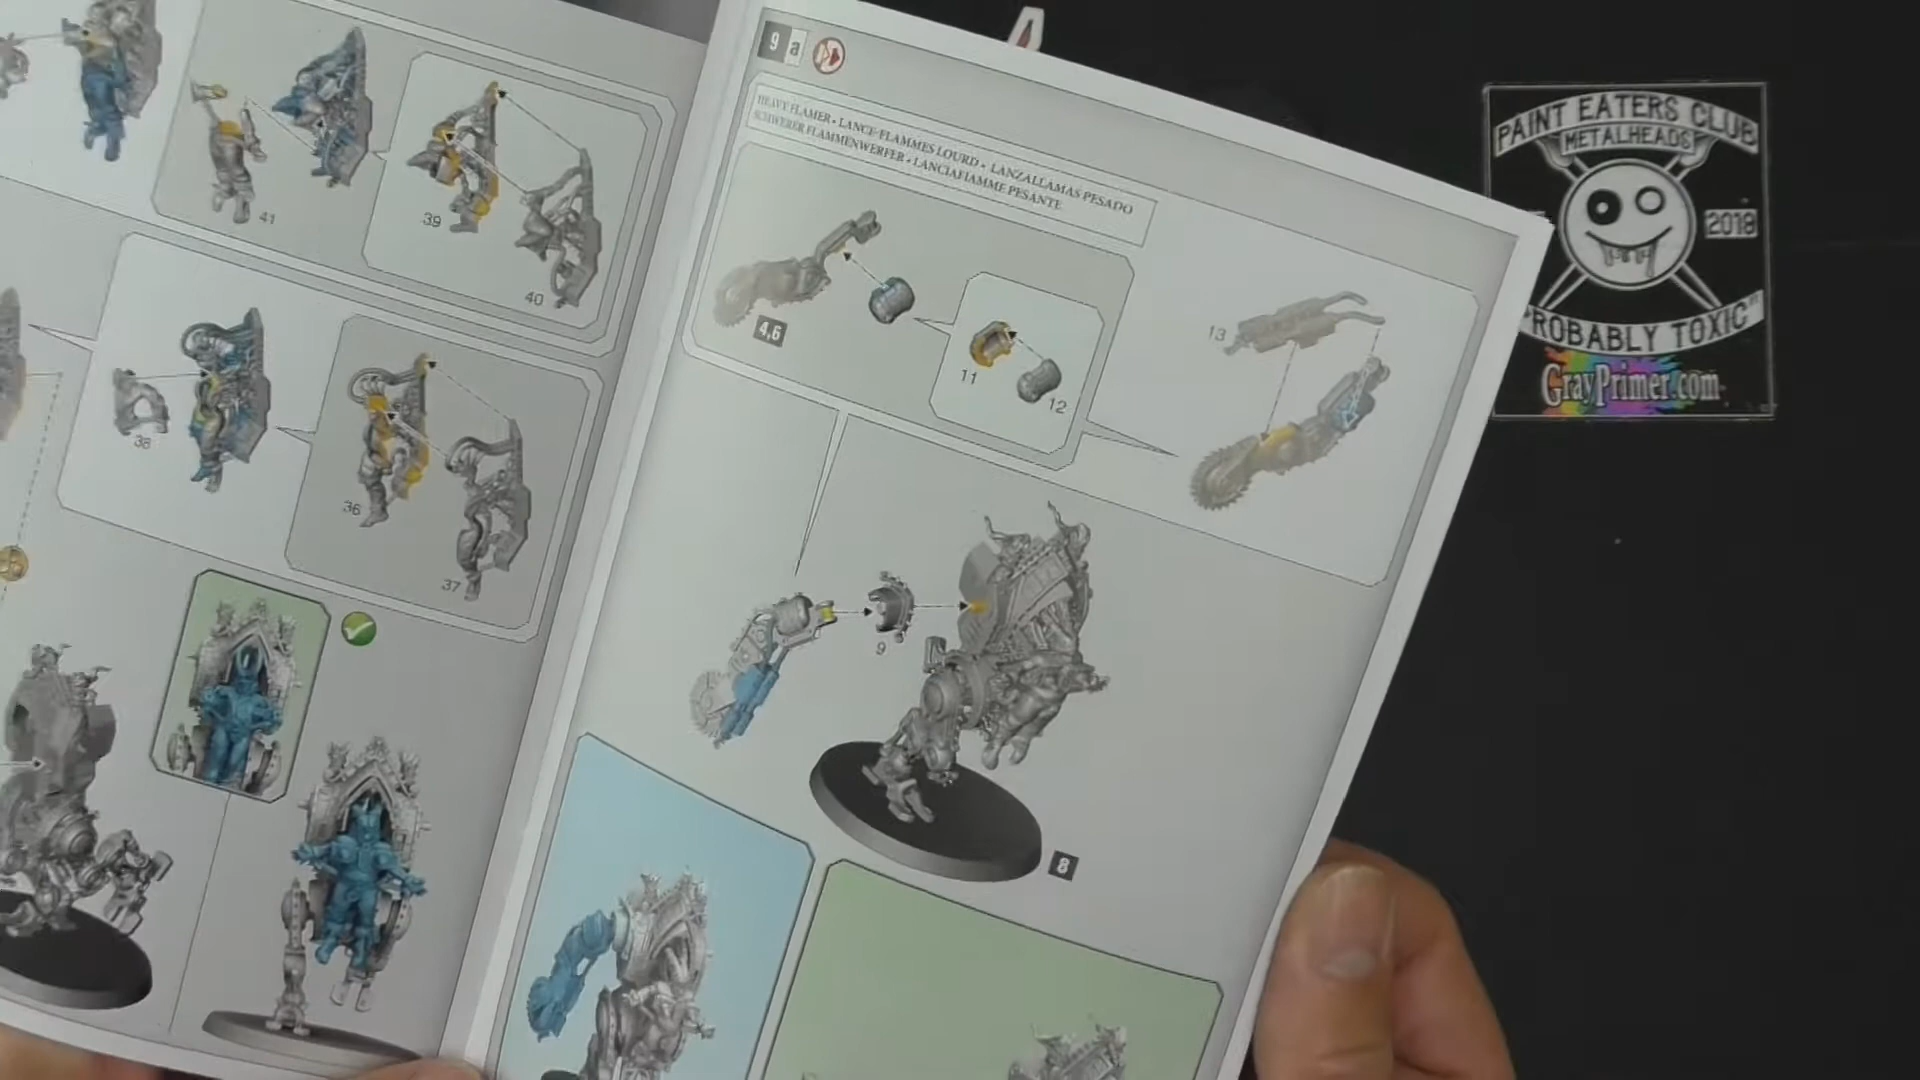 41
39
40
38
36
37
9 a
HEAVY FLAMER • LANCE-FLAMMES LOURD • LANZALLAMAS PESADO
SCHWERER FLAMMENWERFER • LANCIAFIAMME PESANTE
4,6
11
12
13
9
8
PAINT EATERS CLUB
METALHEADS
2019
PROBABLY TOXIC"
GrayPrimer.com